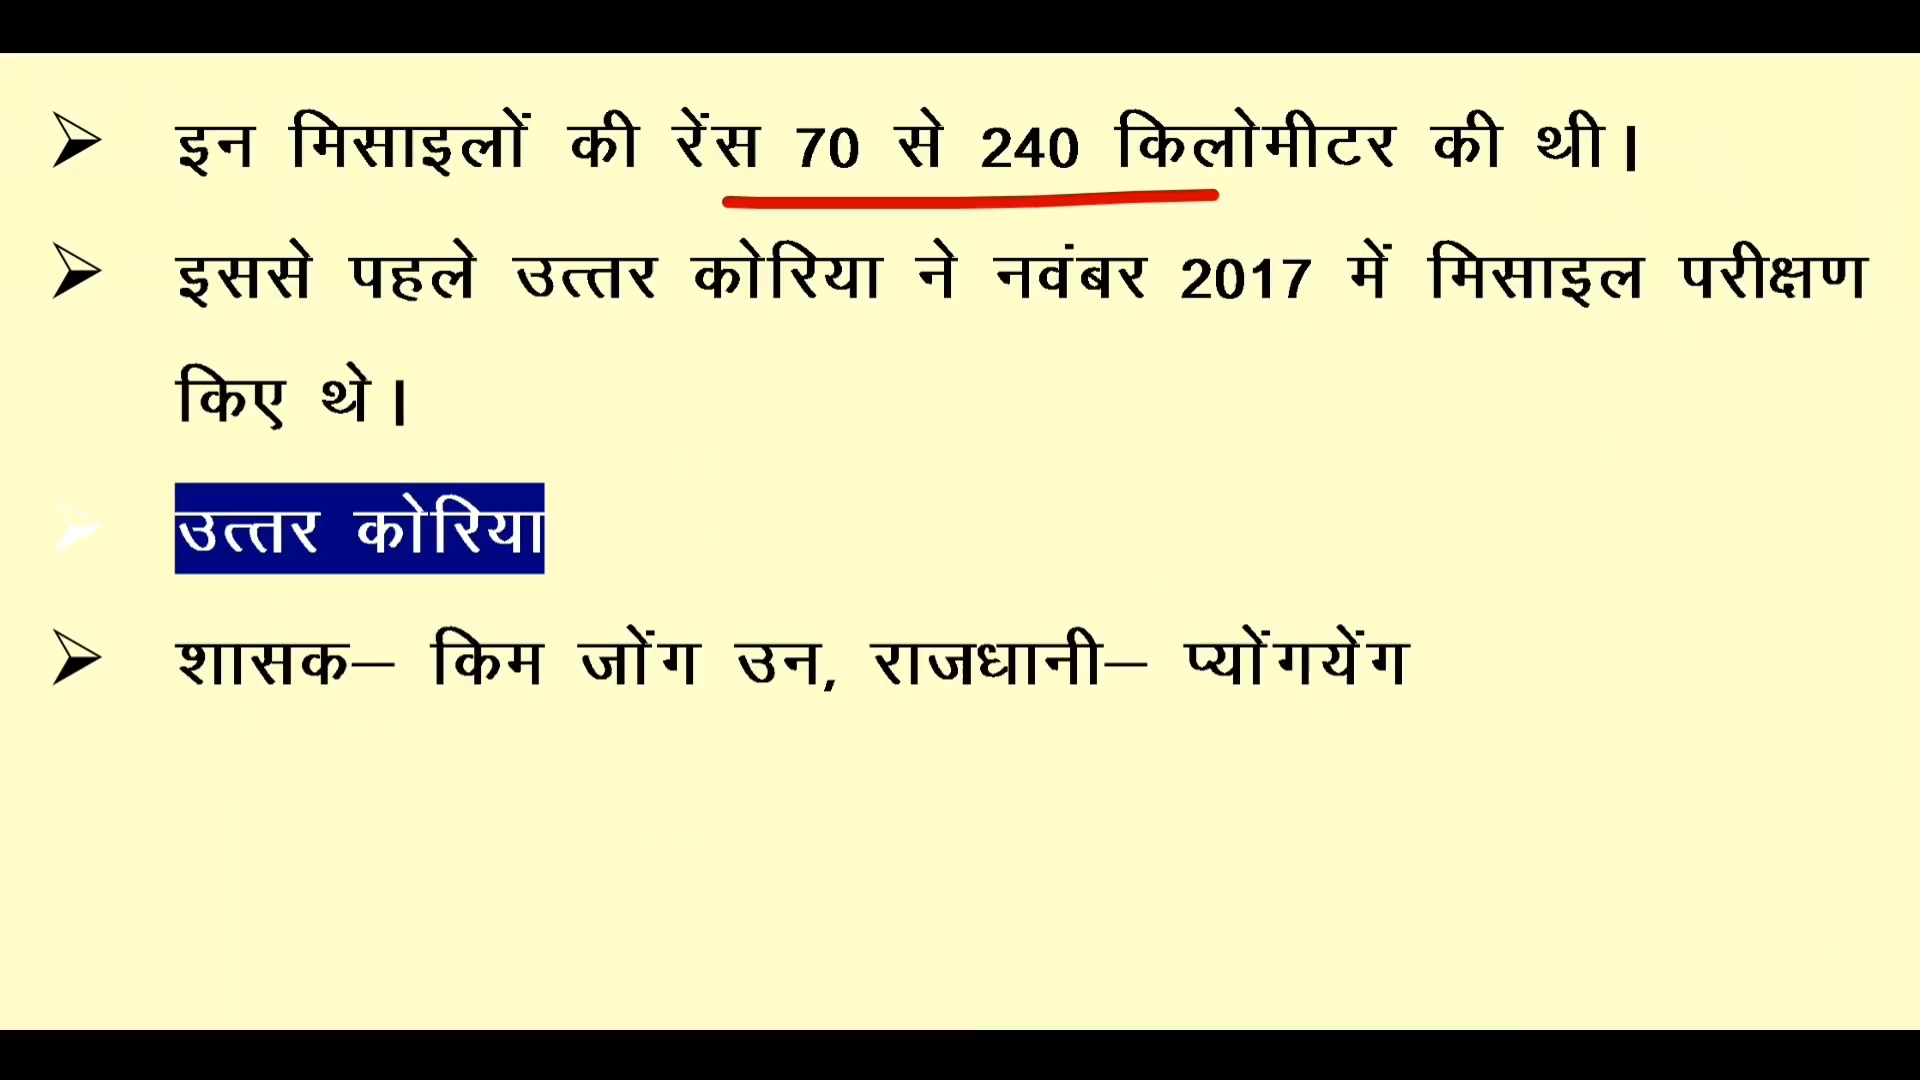 इन मिसाइलों की रेंस 70 से 240 किलोमीटर की थी।
इससे पहले उत्तर कोरिया ने नवंबर 2017 में मिसाइल परीक्षण
किए थे।
उत्तर कोरिया
शासक– किम जोंग उन, राजधानी– प्योंगयेंग